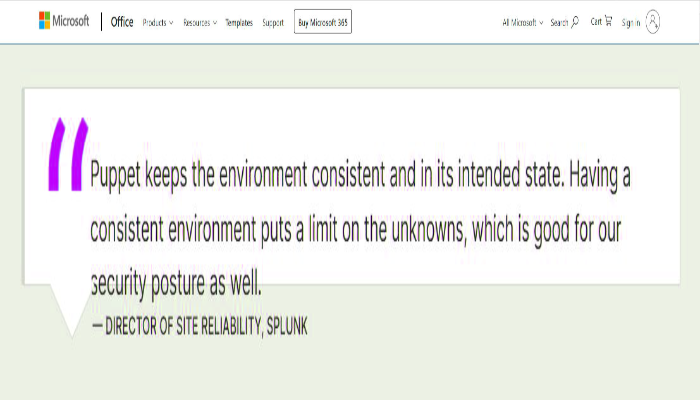 Microsoft Office Products Resources Templates Support Buy Microsoft 365 All Microsoft Search Cart Sign in
“ Puppet keeps the environment consistent and in its intended state. Having a
consistent environment puts a limit on the unknowns, which is good for our
security posture as well.
— DIRECTOR OF SITE RELIABILITY, SPLUNK